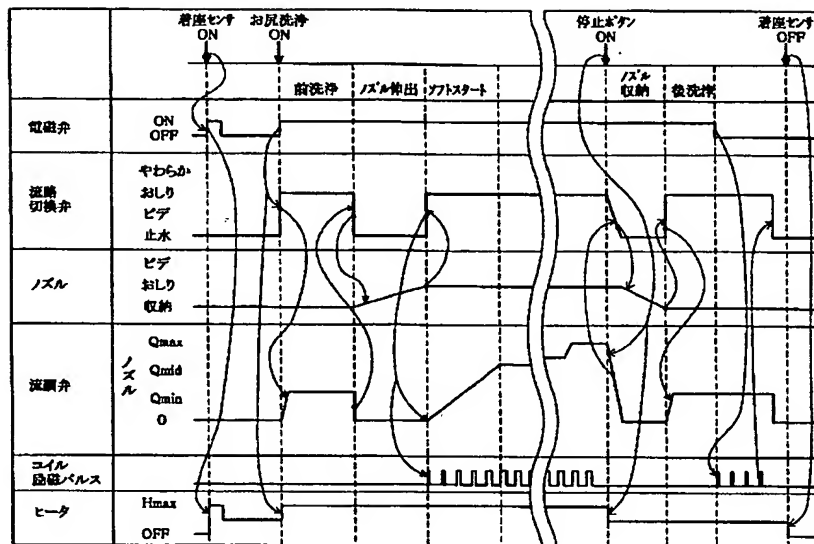 着座センサ
ON
お尻洗浄
ON
停止ボタン
ON
着座センサ
OFF
前洗浄
ノズル伸出
ソフトスタート
ノズル
収納
後洗浄
電磁弁
ON
OFF
流路
切換弁
やわらか
おしり
ビデ
止水
ノズル
ビデ
おしり
収納
流調弁
ノズル
Qmax
Qmid
Qmin
0
コイル
励磁パルス
ヒータ
Hmax
OFF